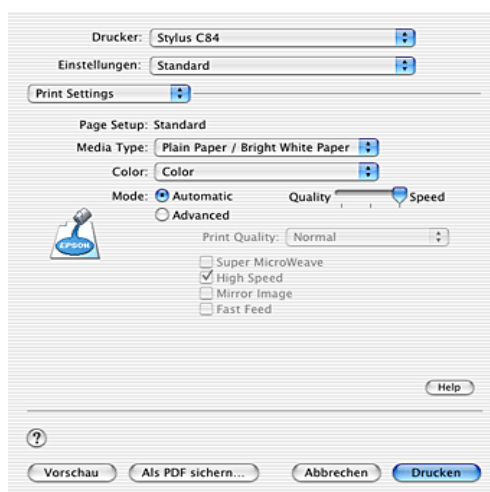 Drucker: Stylus C84
Einstellungen: Standard
Print Settings
Page Setup: Standard
Media Type: Plain Paper / Bright White Paper
Color: Color
Mode: Automatic Quality Speed
Advanced
EPSON
Print Quality: Normal
Super MicroWeave
High Speed
Mirror Image
Fast Feed
Help
?
Vorschau Als PDF sichern... Abbrechen Drucken